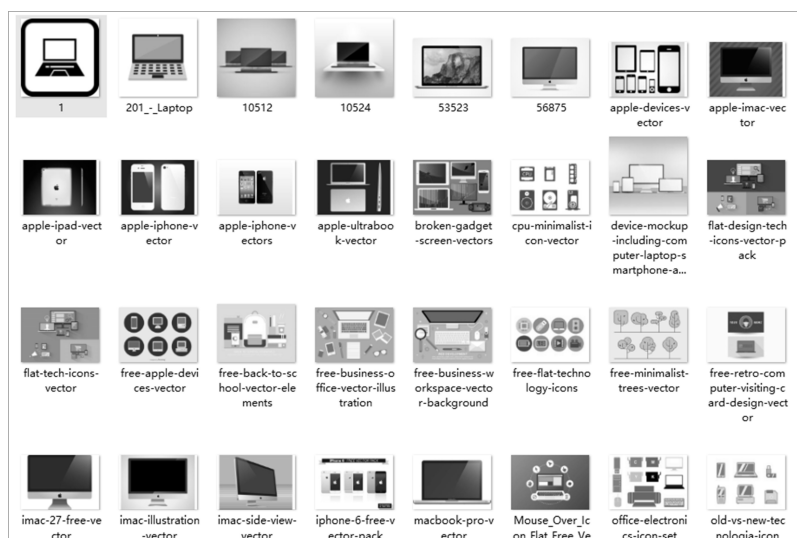 1
201_-_Laptop
10512
10524
53523
56875
apple-devices-v
ector
apple-imac-vec
tor
apple-ipad-vect
or
apple-iphone-v
ector
apple-iphone-v
ectors
apple-ultraboo
k-vector
broken-gadget
-screen-vectors
cpu-minimalist-i
con-vector
device-mockup
-including-com
puter-laptop-s
martphone-a...
flat-design-tech
-icons-vector-p
ack
flat-tech-icons-
vector
free-apple-devi
ces-vector
free-back-to-sc
hool-vector-ele
ments
free-business-o
ffice-vector-illus
tration
free-business-w
orkspace-vecto
r-background
free-flat-techno
logy-icons
free-minimalist-
trees-vector
free-retro-com
puter-visiting-c
ard-design-vect
or
imac-27-free-ve
ctor
imac-illustration
-vector
imac-side-view-
vector
iphone-6-free-v
ector-pack
macbook-pro-v
ector
Mouse_Over_Ic
on_Flat_Free_Ve
office-electroni
cs-icon-set
old-vs-new-tec
nologia-icon